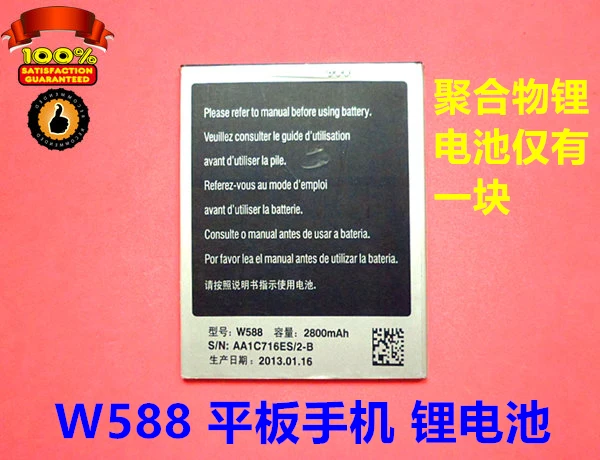 100%
SATISFACTION
GUARANTEED
RECOMMENDED
RECOMMENDED
聚合物锂
电池仅有
一块
Please refer to manual before using battery.
Veuillez consulter le guide d'utilisation
avant d'utiliser la pile.
Referez-vous au mode d'emploi
avant d'utiliser la batterie.
Consulte o manual antes de usar a bateria.
Por favor lea el manual antes de utilizar la bateria.
请按照说明书指示使用电池.
型号: W588 容量: 2800mAh
S/N: AA1C716ES/2-B
生产日期: 2013.01.16
W588 平板手机 锂电池